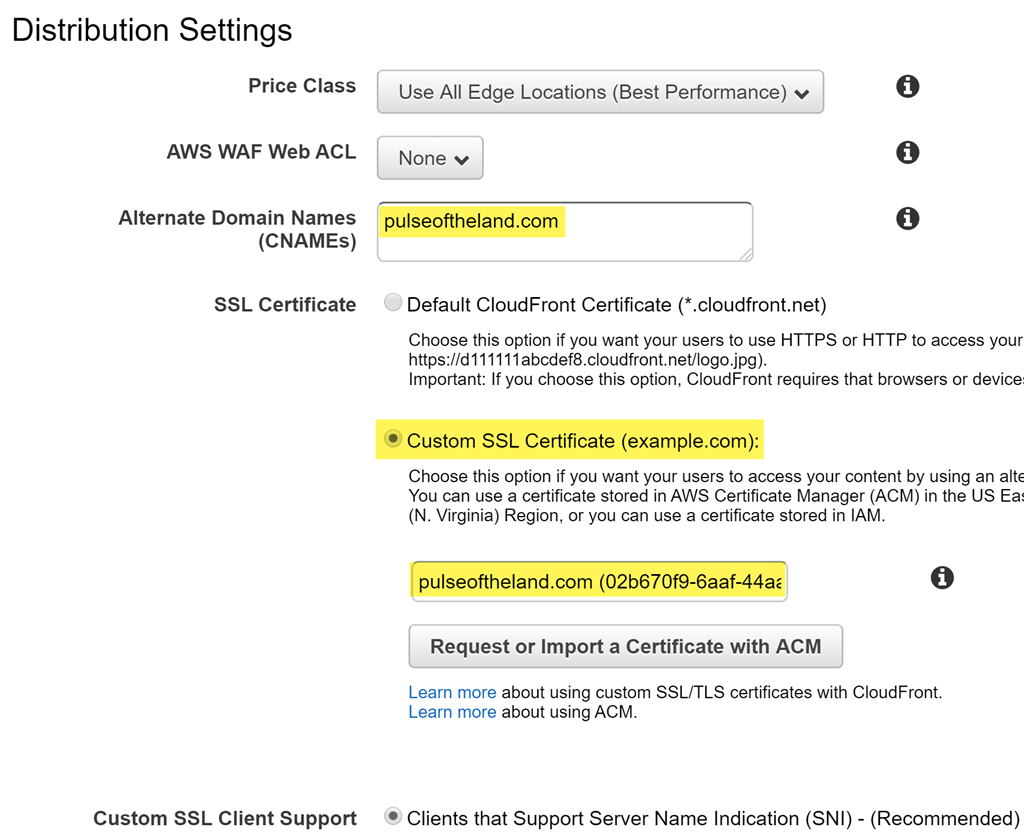 Distribution Settings
Price Class
Use All Edge Locations (Best Performance)
AWS WAF Web ACL
None
Alternate Domain Names
(CNAMEs)
pulseoftheland.com
SSL Certificate
Default CloudFront Certificate (*.cloudfront.net)
Choose this option if you want your users to use HTTPS or HTTP to access your
https://d111111abcdef8.cloudfront.net/logo.jpg).
Important: If you choose this option, CloudFront requires that browsers or devices
Custom SSL Certificate (example.com):
Choose this option if you want your users to access your content by using an alte
You can use a certificate stored in AWS Certificate Manager (ACM) in the US Eas
(N. Virginia) Region, or you can use a certificate stored in IAM.
pulseoftheland.com (02b670f9-6aaf-44aa
Request or Import a Certificate with ACM
Learn more about using custom SSL/TLS certificates with CloudFront.
Learn more about using ACM.
Custom SSL Client Support
Clients that Support Server Name Indication (SNI) - (Recommended)